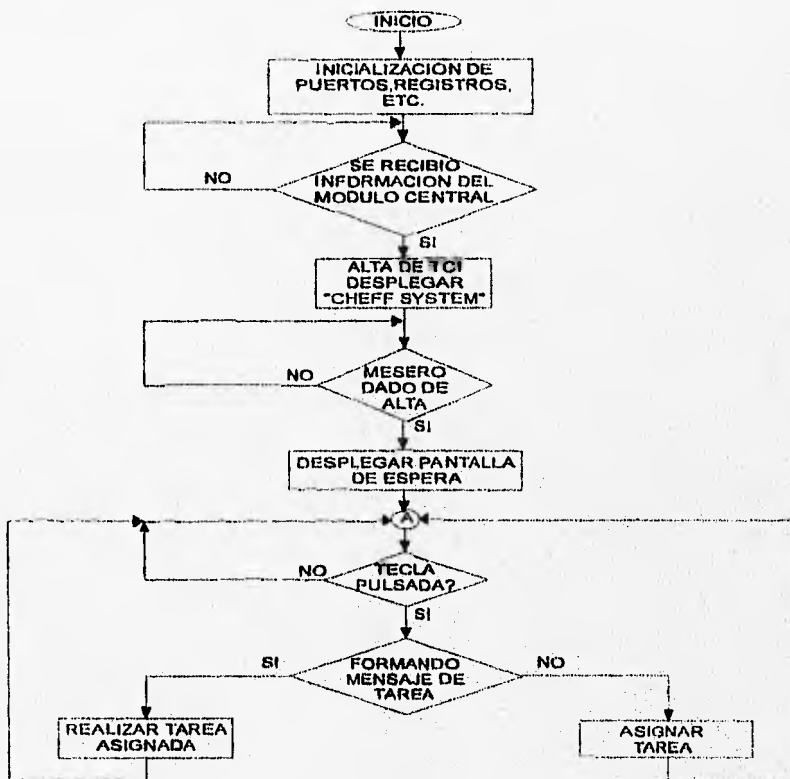 INICIO
INICIALIZACION DE
PUERTOS,REGISTROS,
ETC.
SE RECIBIO
INFORMACION DEL
MODULO CENTRAL
NO
SI
ALTA DE TCI
DESPLEGAR
"CHEFF SYSTEM"
MESERO
DADO DE
ALTA
NO
SI
DESPLEGAR PANTALLA
DE ESPERA
A
TECLA
PULSADA?
NO
SI
FORMANDO
MENSAJE DE
TAREA
SI
NO
REALIZAR TAREA
ASIGNADA
ASIGNAR
TAREA